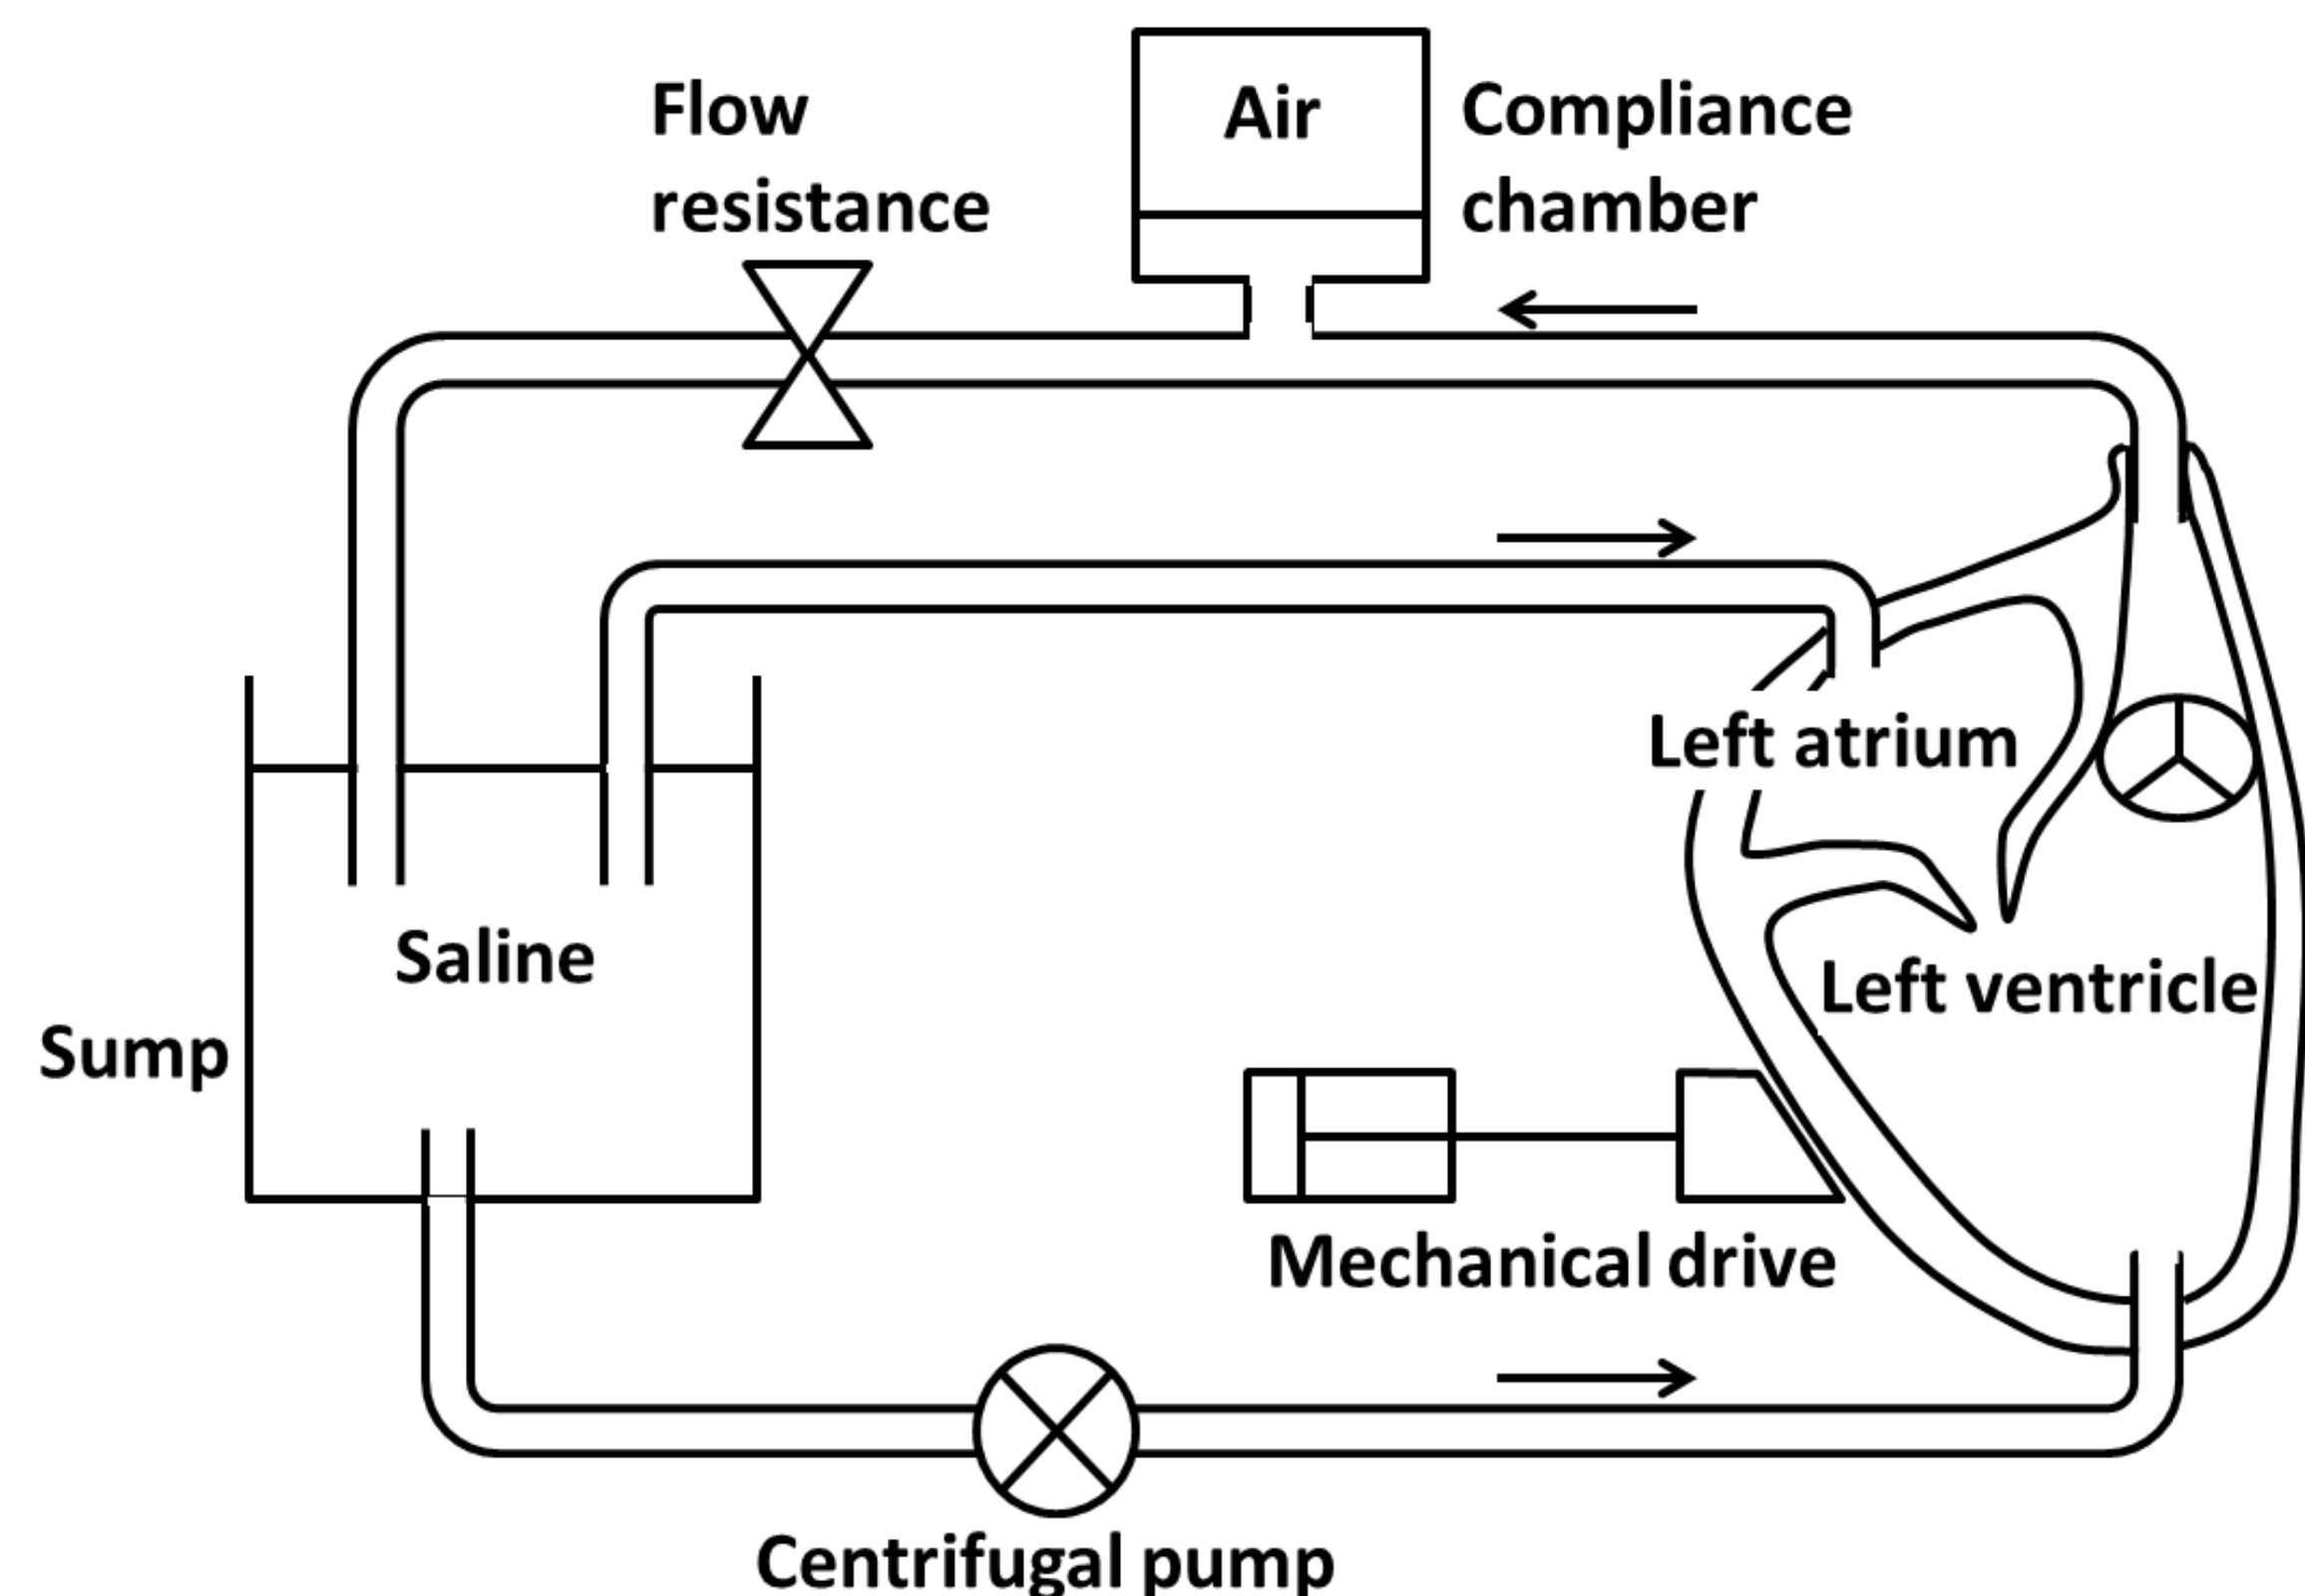 Flow
resistance
Air
Compliance
chamber
Left atrium
Saline
Left ventricle
Sump
Mechanical drive
Centrifugal pump